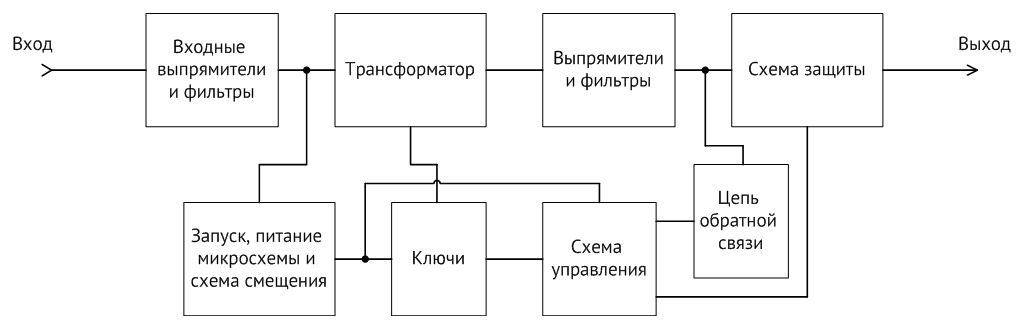 Вход
Входные
выпрямители
и фильтры
Трансформатор
Выпрямители
и фильтры
Схема защиты
Выход
Запуск, питание
микросхемы и
схема смещения
Ключи
Схема
управления
Цепь
обратной
связи